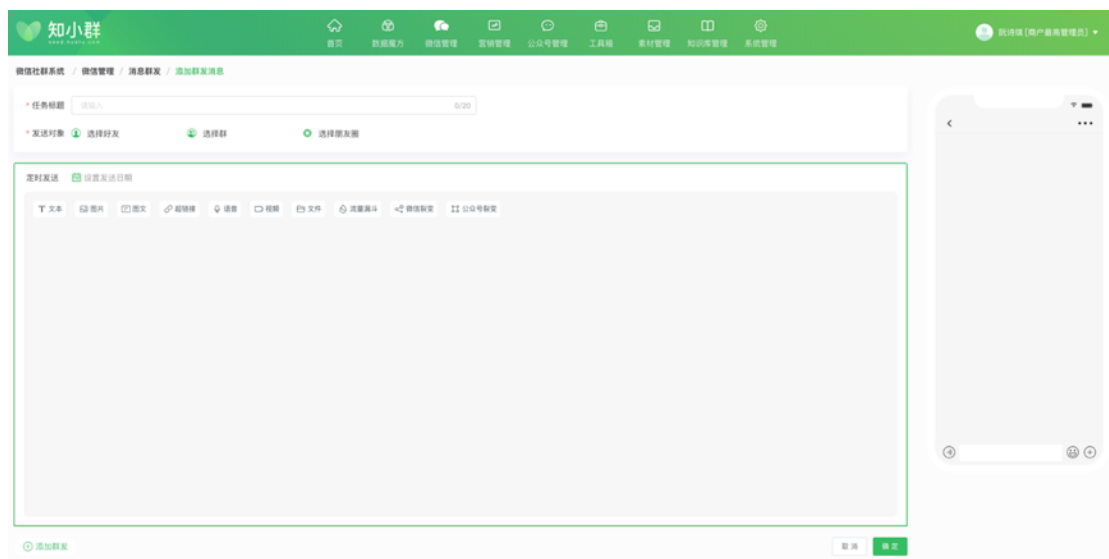 知小群
首页 数据魔方 微信管理 营销管理 公众号管理 工具箱 素材管理 知识库管理 系统管理
阮诗琪 [商户最高管理员]
微信社群系统 / 微信管理 / 消息群发 / 添加群发消息
* 任务标题 请输入 0/20
* 发送对象 选择好友 选择群 选择朋友圈
定时发送 设置发送日期
文本 图片 图文 超链接 语音 视频 文件 流量漏斗 微信裂变 公众号裂变
添加群发
取消 确定